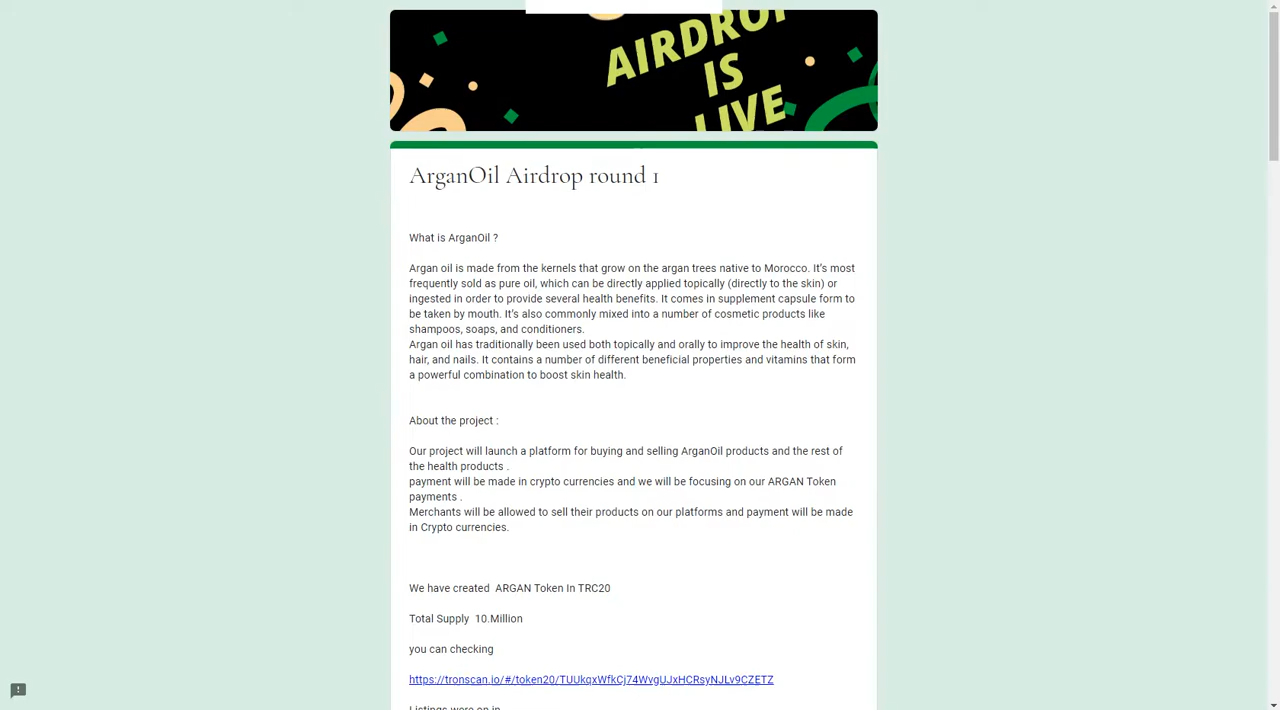 AIRDROP
IS
LIVE
ArganOil Airdrop round 1
What is ArganOil ?
Argan oil is made from the kernels that grow on the argan trees native to Morocco. It’s most
frequently sold as pure oil, which can be directly applied topically (directly to the skin) or
ingested in order to provide several health benefits. It comes in supplement capsule form to
be taken by mouth. It’s also commonly mixed into a number of cosmetic products like
shampoos, soaps, and conditioners.
Argan oil has traditionally been used both topically and orally to improve the health of skin,
hair, and nails. It contains a number of different beneficial properties and vitamins that form
a powerful combination to boost skin health.
About the project :
Our project will launch a platform for buying and selling ArganOil products and the rest of
the health products .
payment will be made in crypto currencies and we will be focusing on our ARGAN Token
payments .
Merchants will be allowed to sell their products on our platforms and payment will be made
in Crypto currencies.
We have created  ARGAN Token In TRC20
Total Supply  10.Million
you can checking
https://tronscan.io/#/token20/TUUkqxWfkCj74WvgUJxHCRsyNJLv9CZETZ
Listings were on in